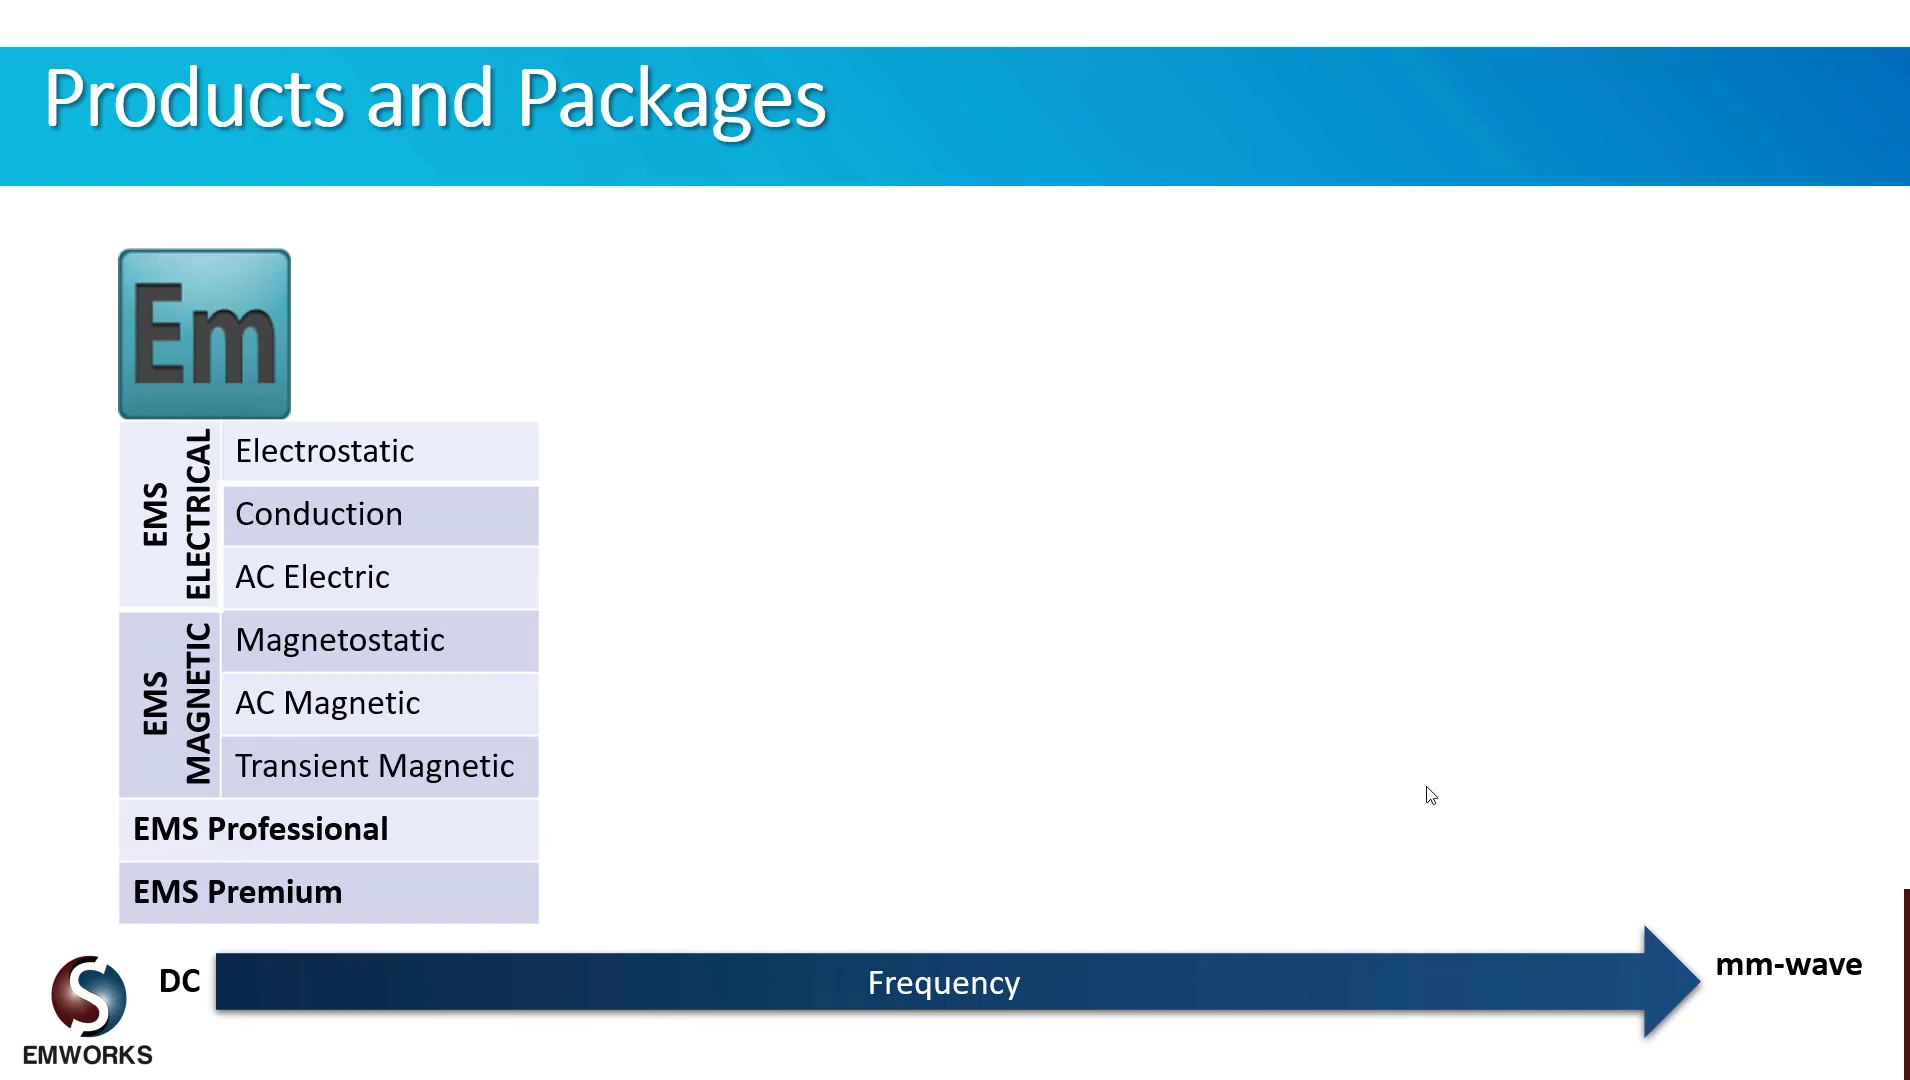 Products and Packages
Em
EMS
ELECTRICAL
Electrostatic
Conduction
AC Electric
EMS
MAGNETIC
Magnetostatic
AC Magnetic
Transient Magnetic
EMS Professional
EMS Premium
DC
Frequency
mm-wave
EMWORKS